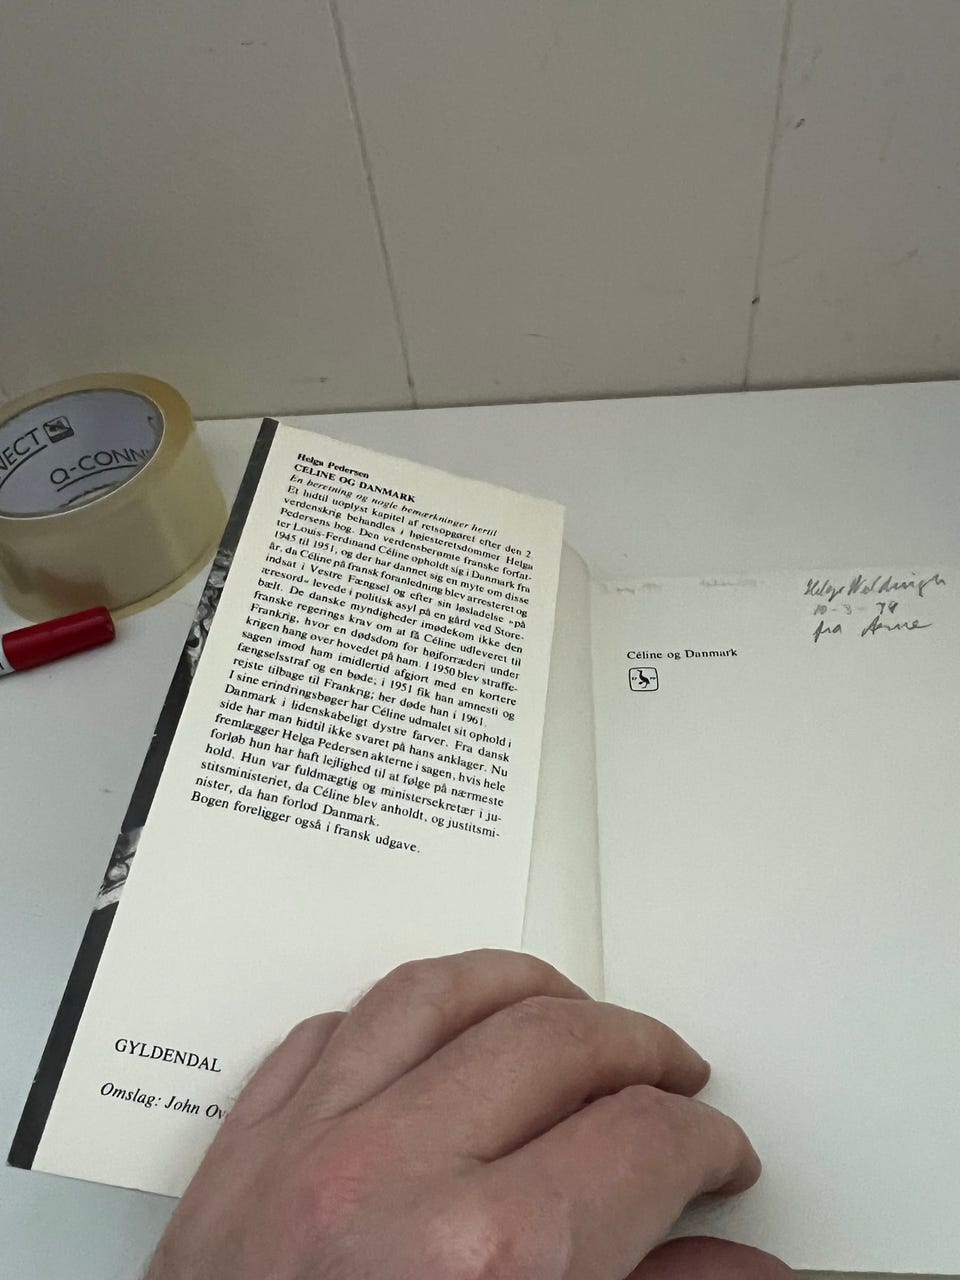 NECT
Q-CONN
Helga Pedersen
CÉLINE OG DANMARK
En beretning og nogle bemærkninger hertil
Et hidtil uoplyst kapitel af retsopgøret efter den 2.
verdenskrig behandles i højesteretsdommer Helga
Pedersens bog. Den verdensberømte franske forfat-
ter Louis-Ferdinand Céline opholdt sig i Danmark fra
1945 til 1951, og der har dannet sig en myte om disse
år, da Céline på fransk foranledning blev arresteret og
indsat i Vestre Fængsel og efter sin løsladelse »på
æresord« levede i politisk asyl på en gård ved Store-
bælt. De danske myndigheder imødekom ikke den
franske regerings krav om at få Céline udleveret til
Frankrig, hvor en dødsdom for højforræderi under
krigen hang over hovedet på ham. I 1950 blev straffe-
sagen imod ham imidlertid afgjort med en kortere
fængselsstraf og en bøde; i 1951 fik han amnesti og
rejste tilbage til Frankrig; her døde han i 1961.
I sine erindringsbøger har Céline udmalet sit ophold i
Danmark i lidenskabeligt dystre farver. Fra dansk
side har man hidtil ikke svaret på hans anklager. Nu
fremlægger Helga Pedersen akterne i sagen, hvis hele
forløb hun har haft lejlighed til at følge på nærmeste
hold. Hun var fuldmægtig og ministersekretær i ju-
stitsministeriet, da Céline blev anholdt, og justitsmi-
nister, da han forlod Danmark.
Bogen foreligger også i fransk udgave.
GYLDENDAL
Omslag: John Ov
Helge Weldingh
10-3-79
fra
Céline og Danmark